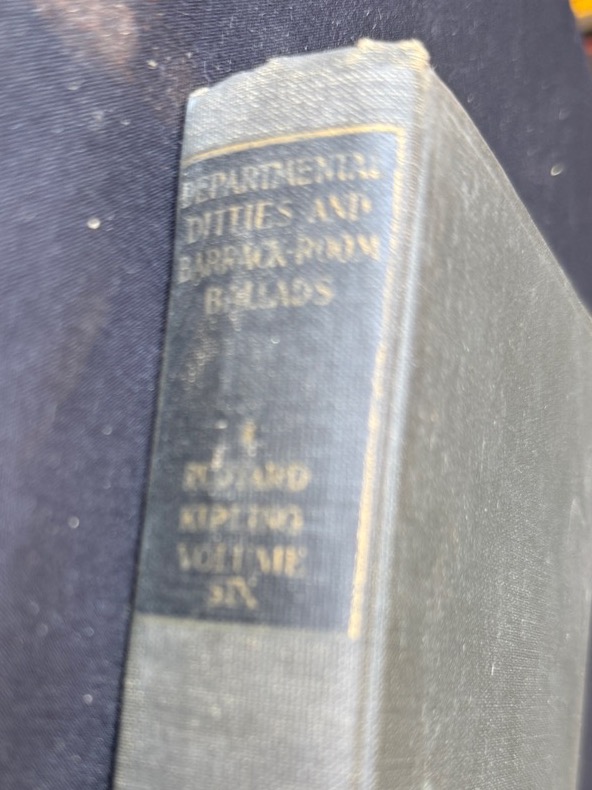 DEPARTMENTAL
DITTIES AND
BARRACK-ROOM
BALLADS
RUDYARD
KIPLING
VOLUME
SIX